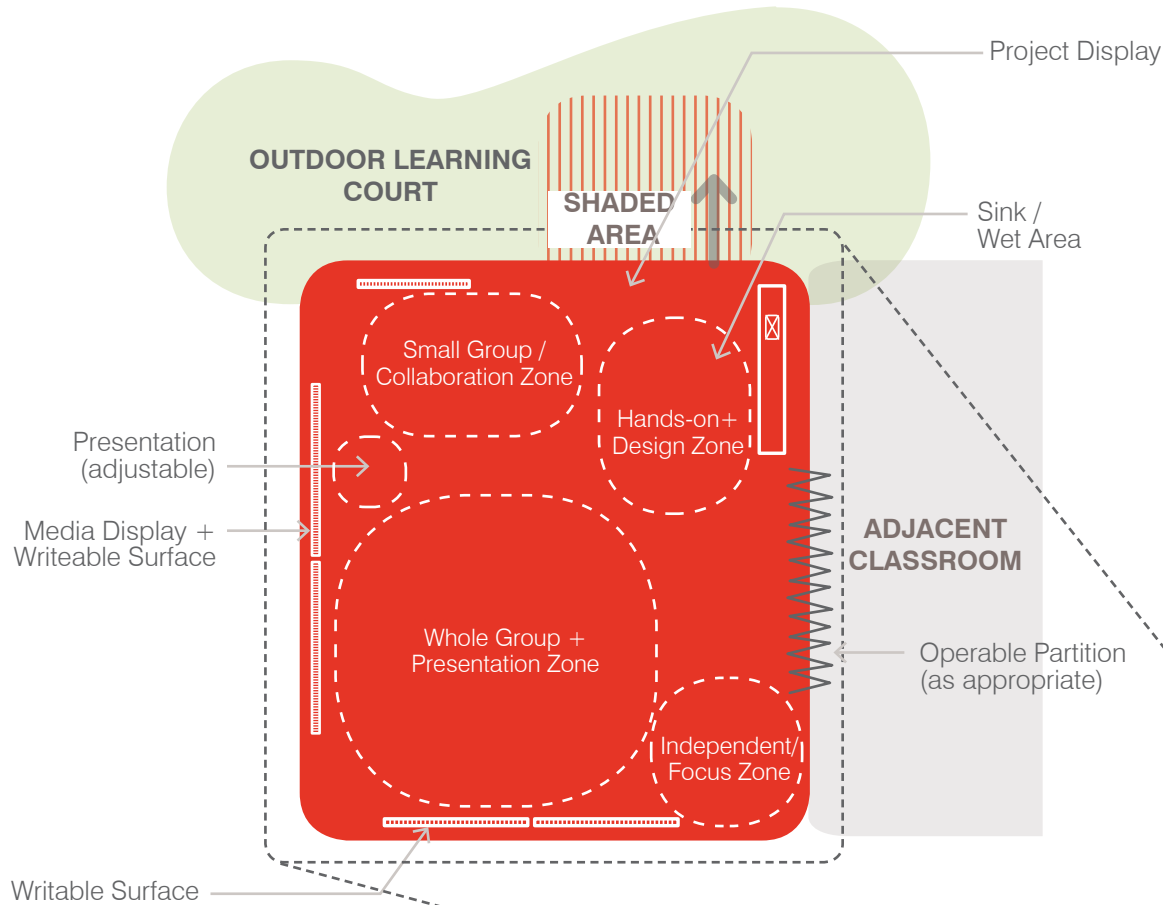 Project Display
OUTDOOR LEARNING
COURT
SHADED
AREA
Sink /
Wet Area
Small Group /
Collaboration Zone
Hands-on+
Design Zone
Presentation
(adjustable)
Media Display +
Writeable Surface
ADJACENT
CLASSROOM
Whole Group +
Presentation Zone
Operable Partition
(as appropriate)
Independent/
Focus Zone
Writable Surface